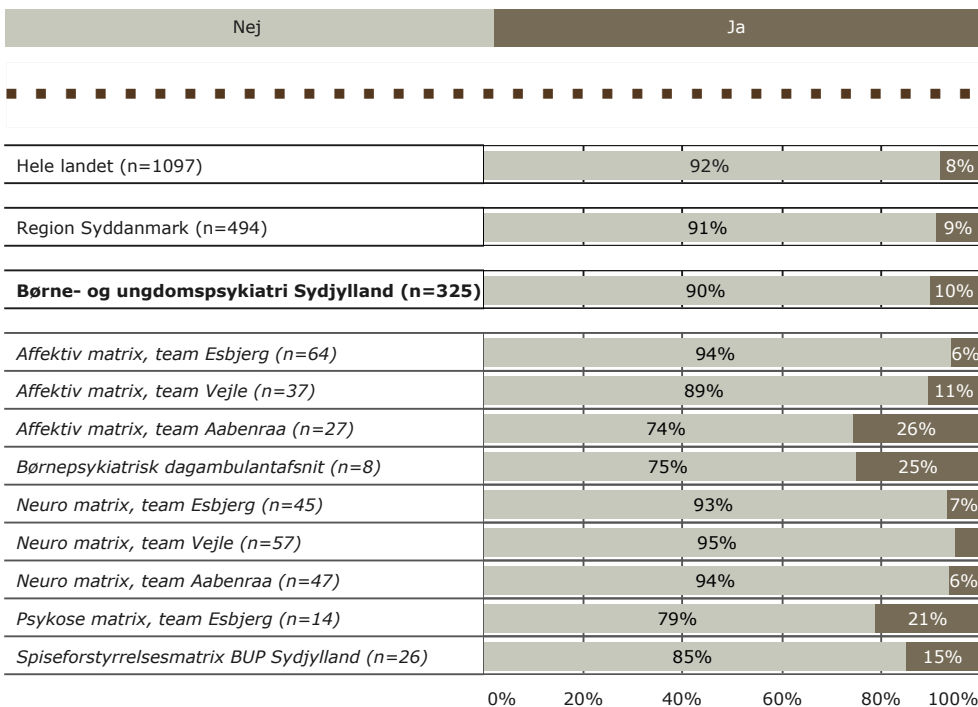 Nej Ja
Hele landet (n=1097) 92% 8%
Region Syddanmark (n=494) 91% 9%
Børne- og ungdomspsykiatri Sydjylland (n=325) 90% 10%
Affektiv matrix, team Esbjerg (n=64) 94% 6%
Affektiv matrix, team Vejle (n=37) 89% 11%
Affektiv matrix, team Aabenraa (n=27) 74% 26%
Børnepsykiatrisk dagambulantafsnit (n=8) 75% 25%
Neuro matrix, team Esbjerg (n=45) 93% 7%
Neuro matrix, team Vejle (n=57) 95%
Neuro matrix, team Aabenraa (n=47) 94% 6%
Psykose matrix, team Esbjerg (n=14) 79% 21%
Spiseforstyrrelsesmatrix BUP Sydjylland (n=26) 85% 15%
0% 20% 40% 60% 80% 100%